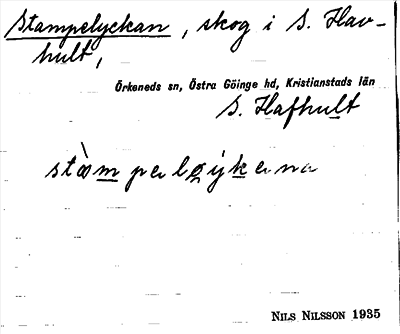 Stampelyckan, skog i S. Hav-
hult,
Örkeneds sn, Östra Göinge hd, Kristianstads län
S. Hafhult
NILS NILSSON 1935